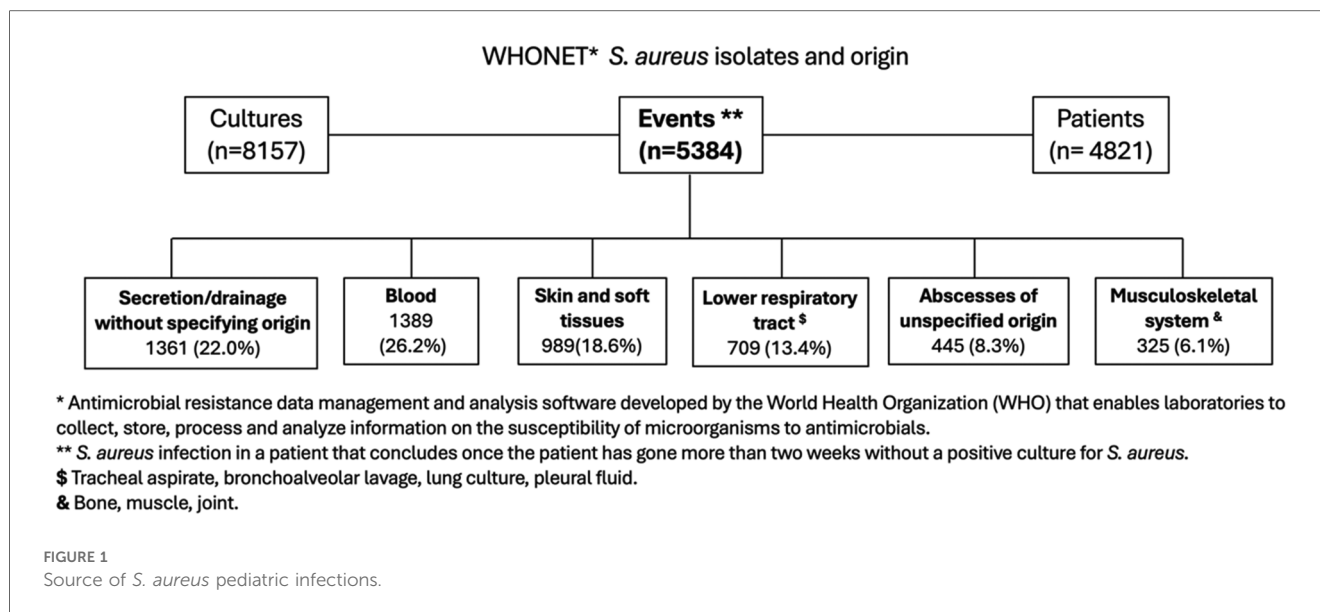 WHONET* S. aureus isolates and origin
Cultures
(n=8157)
Events **
(n=5384)
Patients
(n= 4821)
Secretion/drainage
without specifying origin
1361 (22.0%)
Blood
1389
(26.2%)
Skin and soft
tissues
989(18.6%)
Lower respiratory
tract $
709 (13.4%)
Abscesses of
unspecified origin
445 (8.3%)
Musculoskeletal
system &
325 (6.1%)
* Antimicrobial resistance data management and analysis software developed by the World Health Organization (WHO) that enables laboratories to
collect, store, process and analyze information on the susceptibility of microorganisms to antimicrobials.
** S. aureus infection in a patient that concludes once the patient has gone more than two weeks without a positive culture for S. aureus.
$ Tracheal aspirate, bronchoalveolar lavage, lung culture, pleural fluid.
& Bone, muscle, joint.
FIGURE 1
Source of S. aureus pediatric infections.